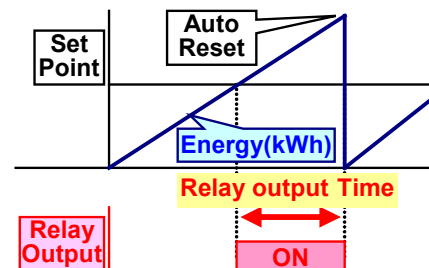 Auto
Reset
Set
Point
Energy(kWh)
Relay output Time
Relay
Output
ON